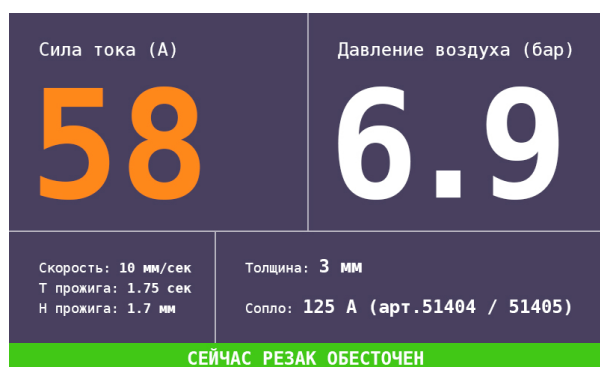 Сила тока (А)
Давление воздуха (бар)
58
6.9
Скорость: 10 мм/сек
Т прожига: 1.75 сек
Н прожига: 1.7 мм
Толщина: 3 мм
Сопло: 125 А (арт.51404 / 51405)
СЕЙЧАС РЕЗАК ОБЕСТОЧЕН